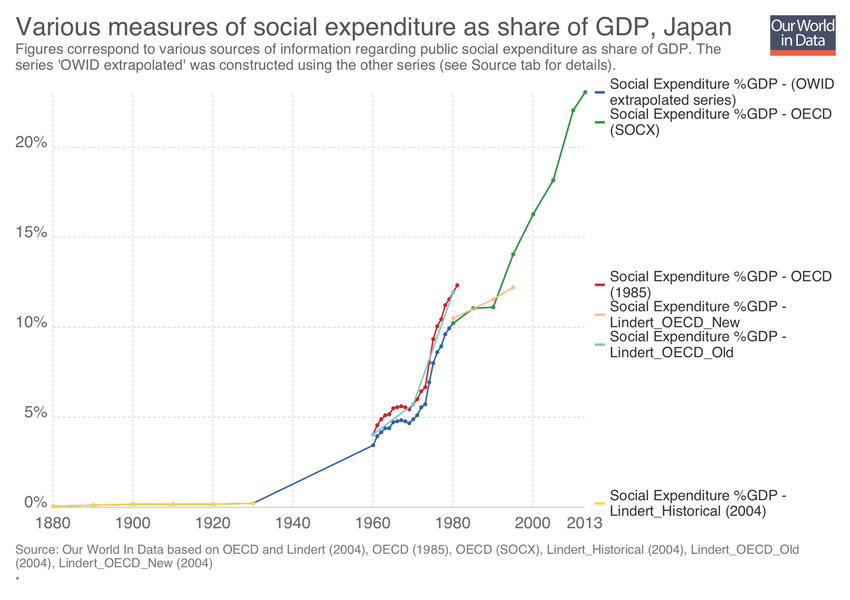 Various measures of social expenditure as share of GDP, Japan
Our World
in Data
Figures correspond to various sources of information regarding public social expenditure as share of GDP. The
series 'OWID extrapolated' was constructed using the other series (see Source tab for details).
Social Expenditure %GDP - (OWID
extrapolated series)
Social Expenditure %GDP - OECD
(SOCX)
20%
15%
Social Expenditure %GDP - OECD
(1985)
Social Expenditure %GDP -
Lindert_OECD_New
10%
Social Expenditure %GDP -
Lindert_OECD_Old
5%
Social Expenditure %GDP -
Lindert_Historical (2004)
0%
1880 1900 1920 1940 1960 1980 2000 2013
Source: Our World In Data based on OECD and Lindert (2004), OECD (1985), OECD (SOCX), Lindert_Historical (2004), Lindert_OECD_Old
(2004), Lindert_OECD_New (2004)
•